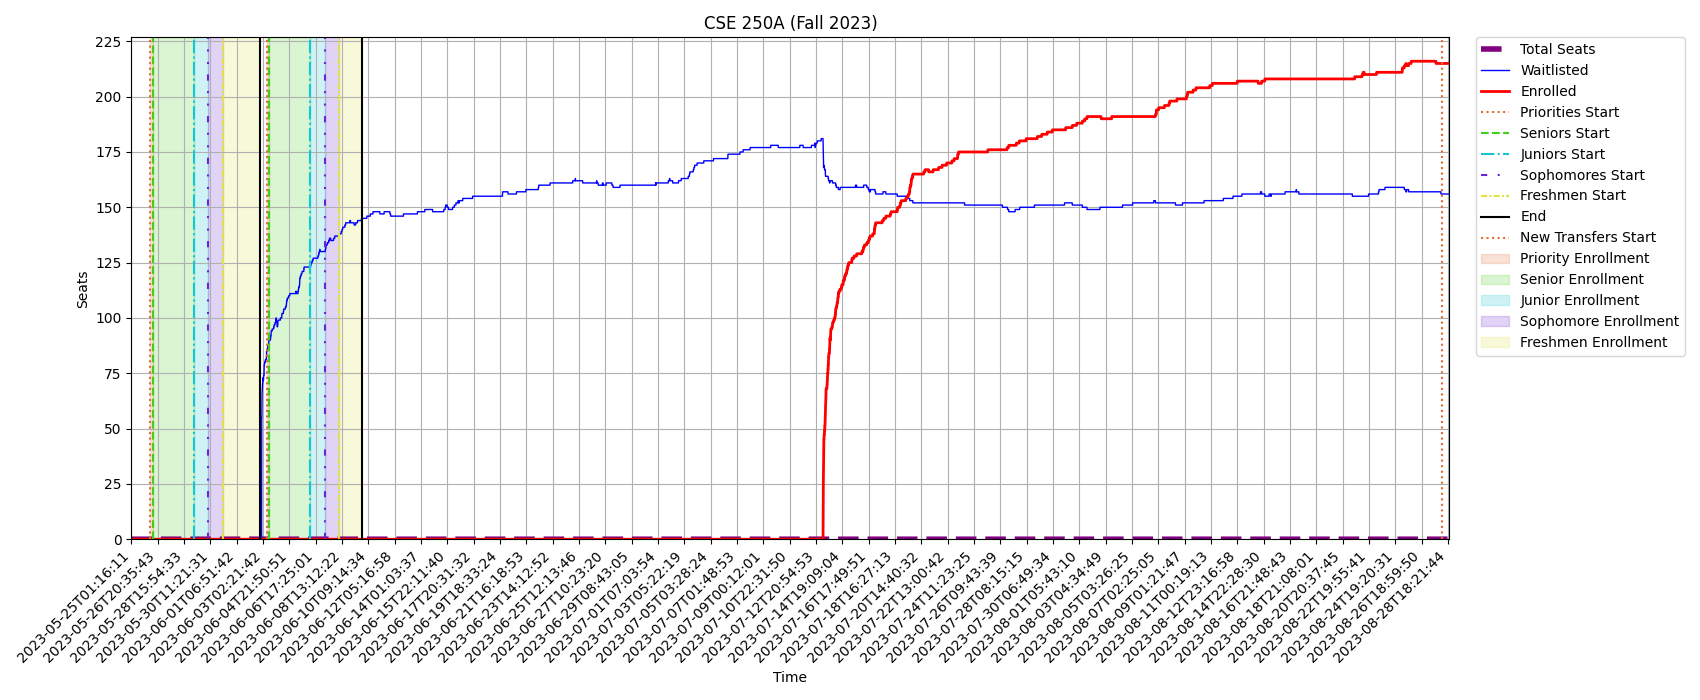 CSE 250A (Fall 2023)
225
200
175
150
125
100
75
50
25
0
Seats
2023-05-25T01:16:11
2023-05-26T20:35:43
2023-05-28T15:54:33
2023-05-30T11:21:31
2023-06-01T06:51:42
2023-06-03T02:21:42
2023-06-04T21:50:51
2023-06-06T17:25:01
2023-06-08T13:12:22
2023-06-10T09:14:34
2023-06-12T05:16:58
2023-06-14T01:03:37
2023-06-15T22:11:40
2023-06-17T20:31:32
2023-06-19T18:33:24
2023-06-21T16:18:53
2023-06-23T14:12:52
2023-06-25T12:13:46
2023-06-27T10:23:20
2023-06-29T08:43:05
2023-07-01T07:03:54
2023-07-03T05:22:19
2023-07-05T03:28:24
2023-07-07T01:48:53
2023-07-09T00:12:01
2023-07-10T22:31:50
2023-07-12T20:54:53
2023-07-14T19:09:04
2023-07-16T17:49:51
2023-07-18T16:27:13
2023-07-20T14:40:32
2023-07-22T13:00:42
2023-07-24T11:23:25
2023-07-26T09:43:39
2023-07-28T08:15:15
2023-07-30T06:49:34
2023-08-01T05:43:10
2023-08-03T04:34:49
2023-08-05T03:26:25
2023-08-07T02:25:05
2023-08-09T01:21:47
2023-08-11T00:19:13
2023-08-12T23:16:58
2023-08-14T22:28:30
2023-08-16T21:48:43
2023-08-18T21:08:01
2023-08-20T20:37:45
2023-08-22T19:55:41
2023-08-24T19:20:31
2023-08-26T18:59:50
2023-08-28T18:21:44
Time
Total Seats
Waitlisted
Enrolled
Priorities Start
Seniors Start
Juniors Start
Sophomores Start
Freshmen Start
End
New Transfers Start
Priority Enrollment
Senior Enrollment
Junior Enrollment
Sophomore Enrollment
Freshmen Enrollment